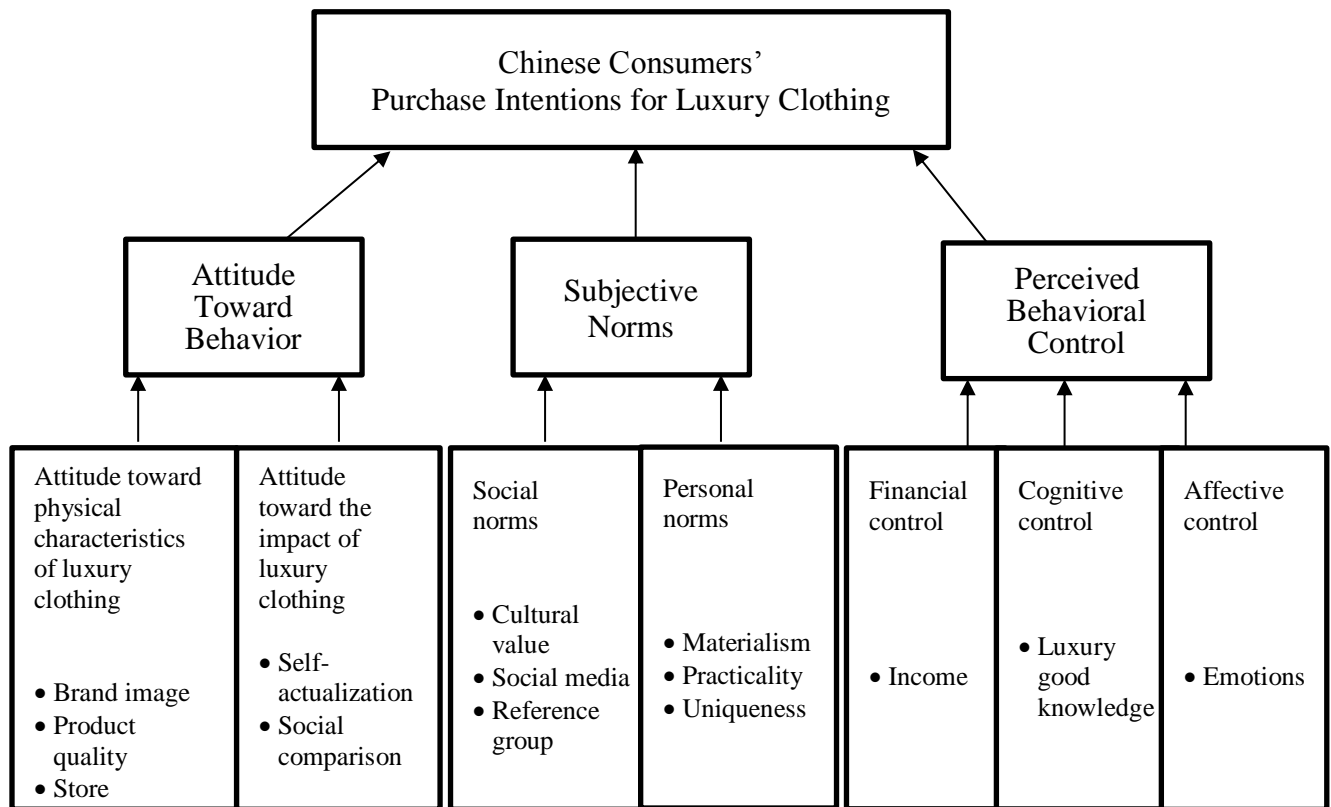 Chinese Consumers’
Purchase Intentions for Luxury Clothing
Attitude
Toward
Behavior
Subjective
Norms
Perceived
Behavioral
Control
Attitude toward
physical
characteristics
of luxury
clothing
• Brand image
• Product
quality
• Store
Attitude
toward the
impact of
luxury
clothing
• Self-
actualization
• Social
comparison
Social
norms
• Cultural
value
• Social media
• Reference
group
Personal
norms
• Materialism
• Practicality
• Uniqueness
Financial
control
• Income
Cognitive
control
• Luxury
good
knowledge
Affective
control
• Emotions